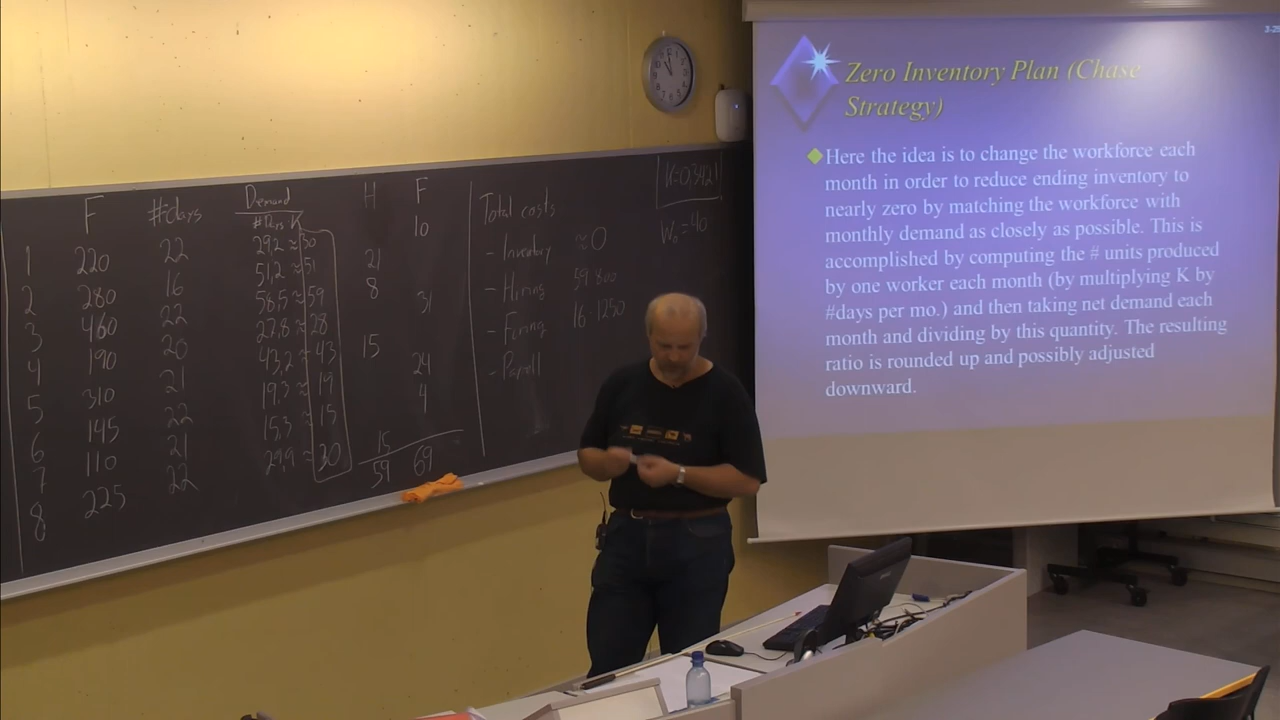 F #days Demand H F
#Days K
10
1 220 22 29,2 ≈ 30
2 280 16 51,2 ≈ 51 21
3 460 22 58,5 ≈ 59 8
4 190 20 27,8 ≈ 28 31
5 310 21 43,2 ≈ 43 15
6 145 22 19,3 ≈ 19 24
7 110 21 15,3 ≈ 15 4
8 225 22 29,9 ≈ 30 15
59 69
Total costs
- Inventory ≈ 0
- Hiring 59·800
- Firing 16·1250
- Payroll
K=0,3421
W₀=40
Zero Inventory Plan (Chase
Strategy)
Here the idea is to change the workforce each
month in order to reduce ending inventory to
nearly zero by matching the workforce with
monthly demand as closely as possible. This is
accomplished by computing the # units produced
by one worker each month (by multiplying K by
#days per mo.) and then taking net demand each
month and dividing by this quantity. The resulting
ratio is rounded up and possibly adjusted
downward.